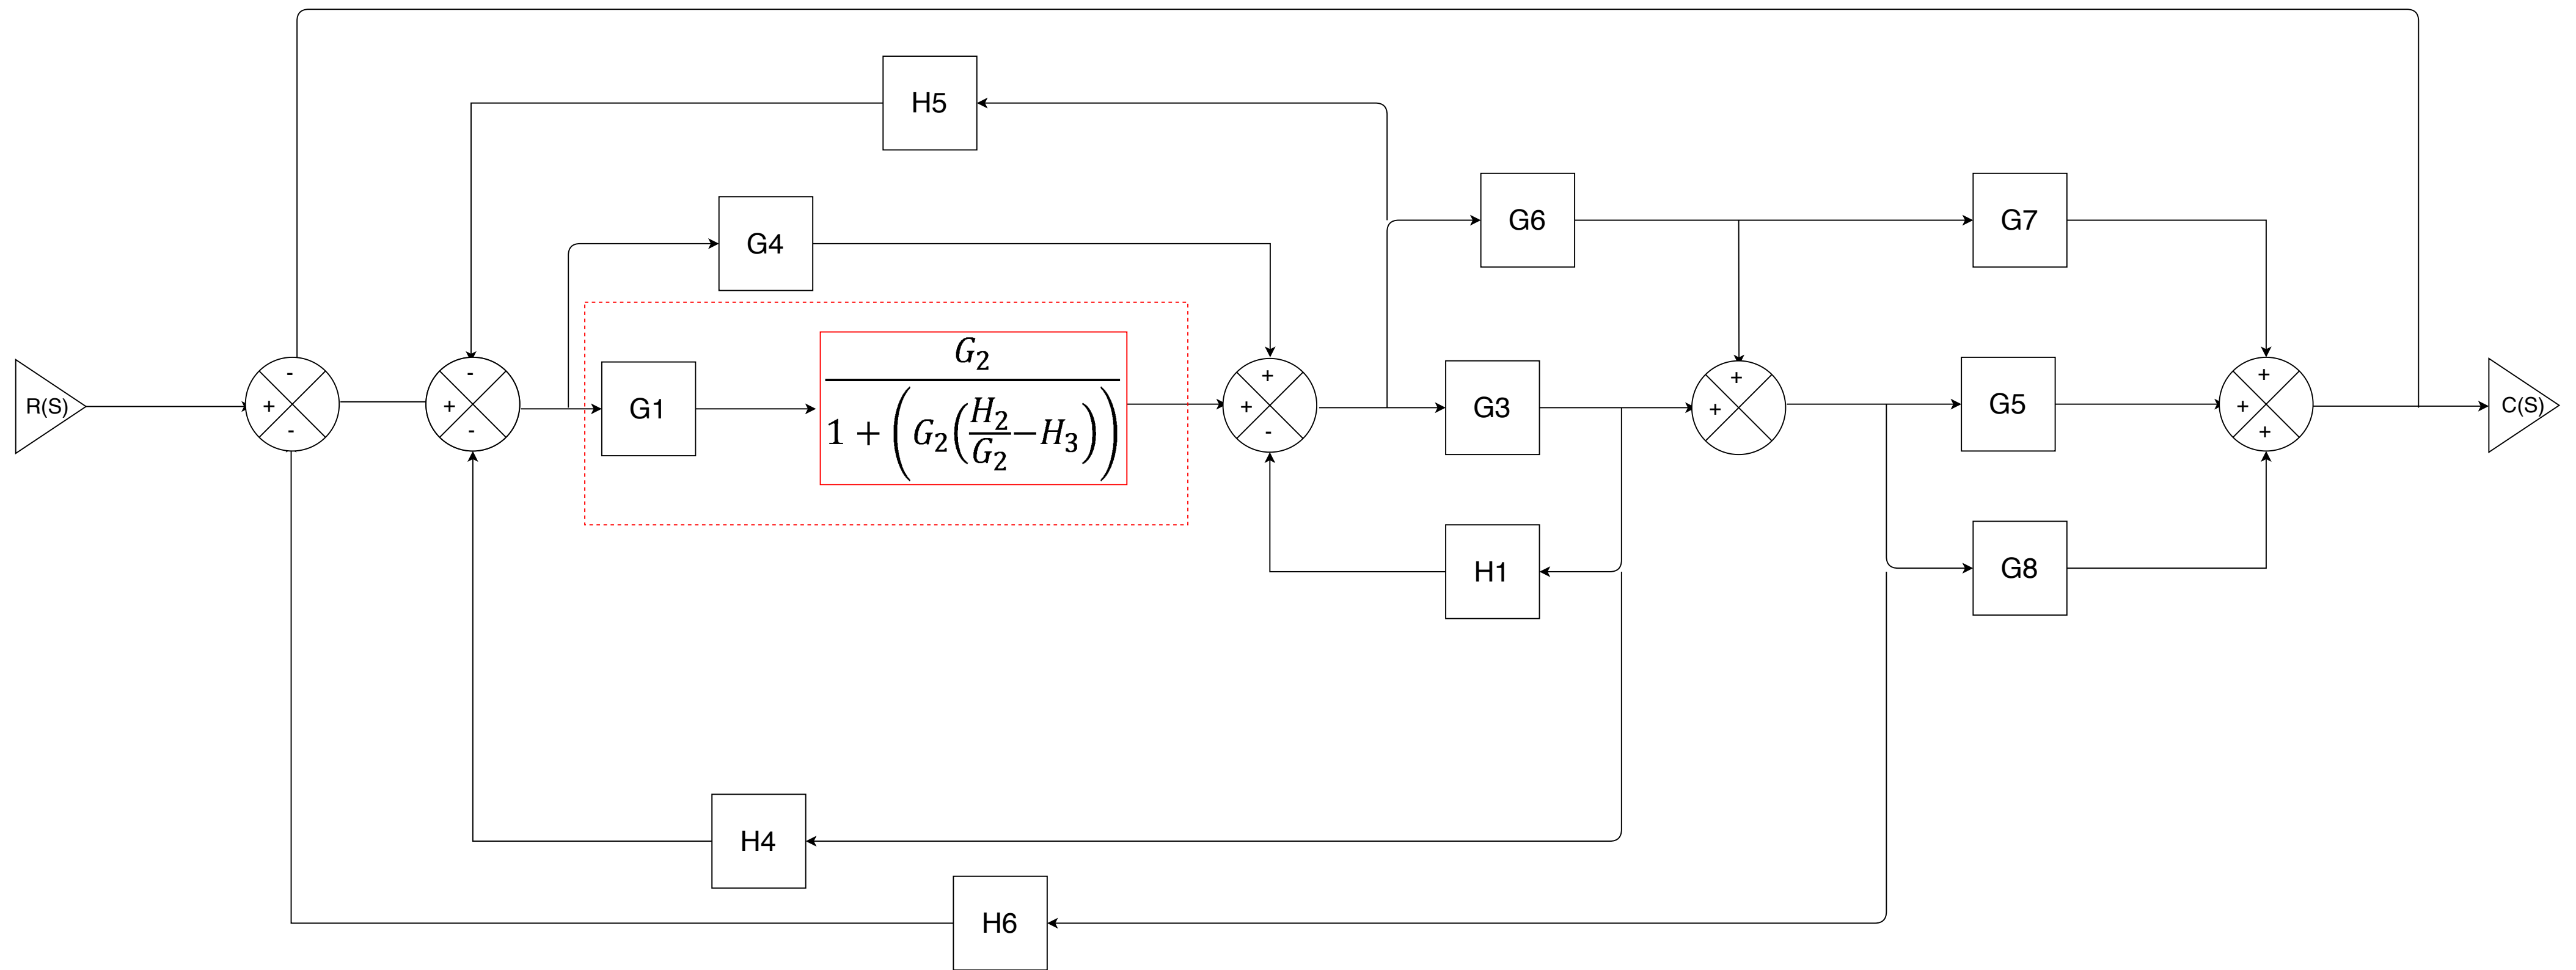 H5
G6
G7
G4
- - + + +
R(S) + + G1 G2 / 1 + (G2(H2/G2−H3)) + G3 + G5 + C(S)
- - - +
H1
G8
H4
H6